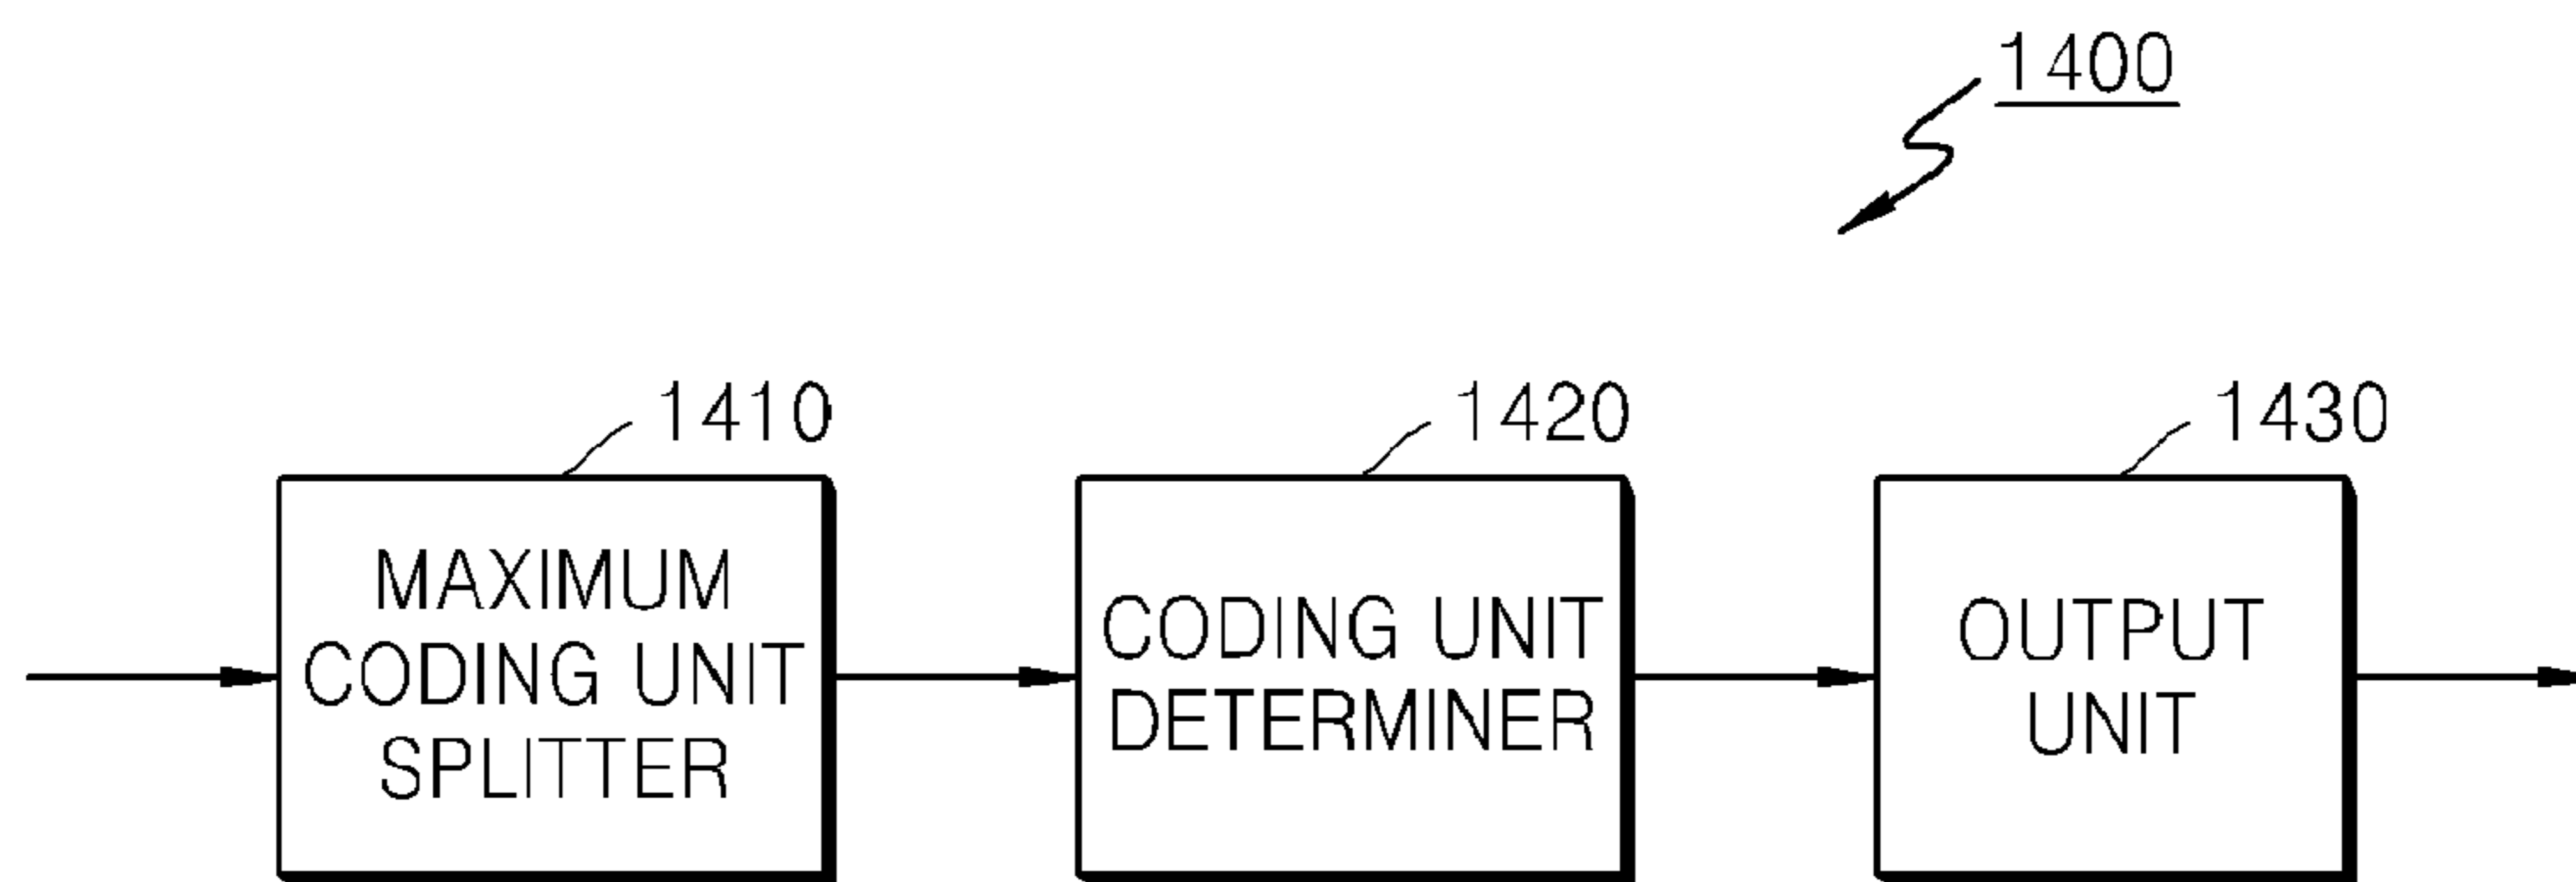 1400
1410
1420
1430
MAXIMUM
CODING UNIT
SPLITTER
CODING UNIT
DETERMINER
OUTPUT
UNIT